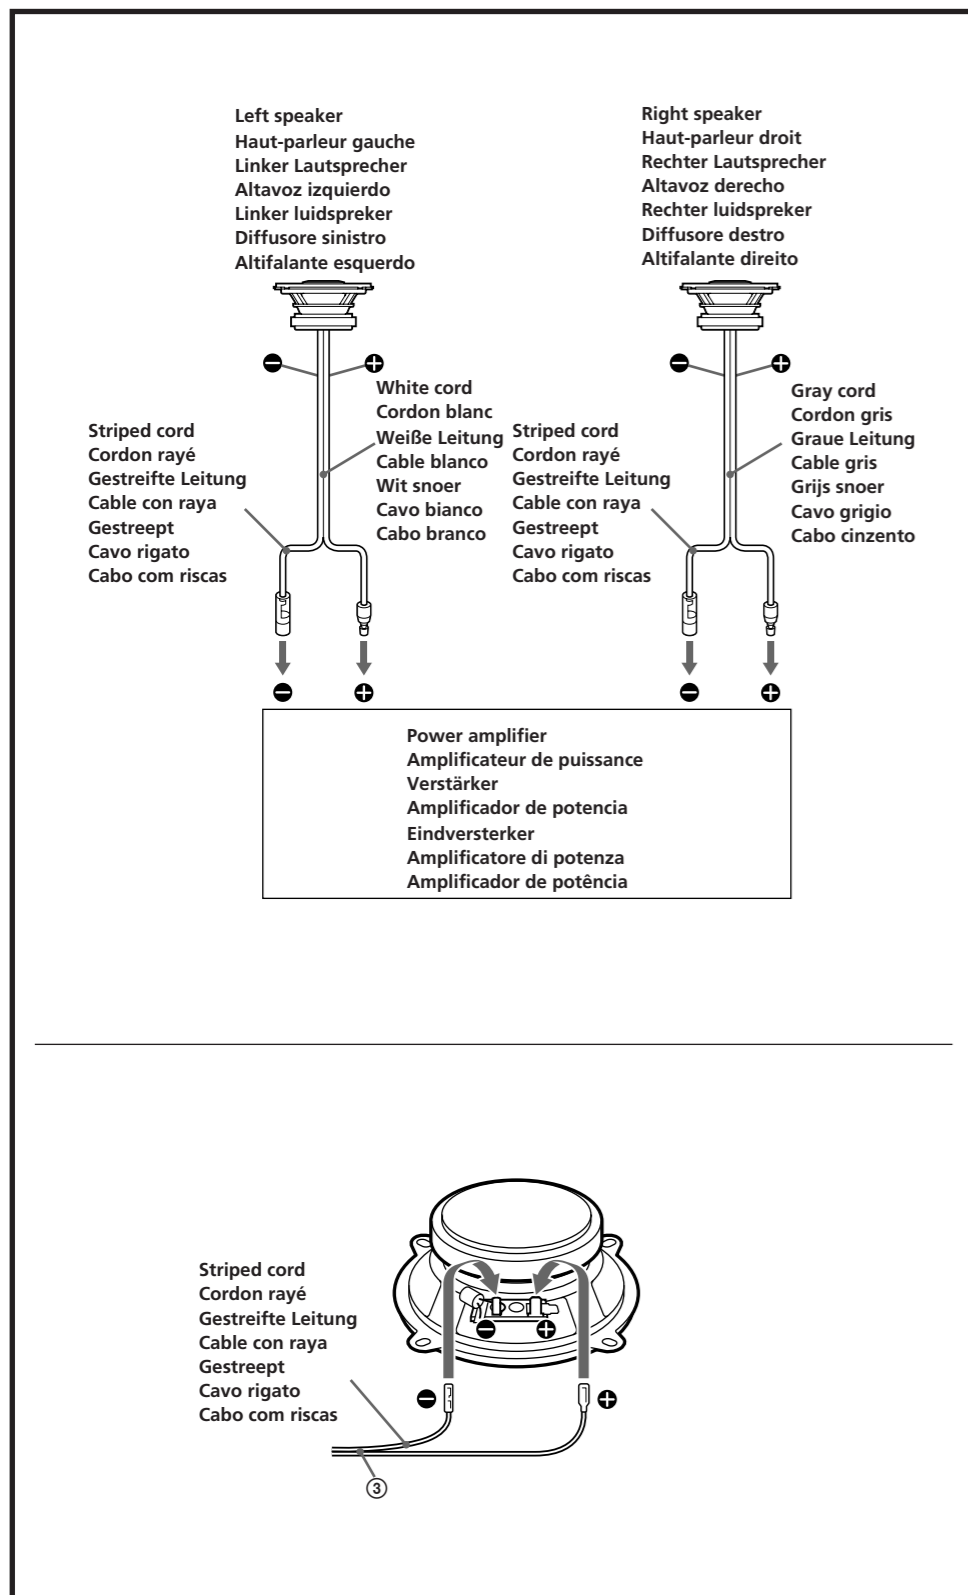 Left speaker
Haut-parleur gauche
Linker Lautsprecher
Altavoz izquierdo
Linker luidspreker
Diffusore sinistro
Altifalante esquerdo
Right speaker
Haut-parleur droit
Rechter Lautsprecher
Altavoz derecho
Rechter luidspreker
Diffusore destro
Altifalante direito
White cord
Cordon blanc
Weiße Leitung
Cable blanco
Wit snoer
Cavo bianco
Cabo branco
Striped cord
Cordon rayé
Gestreifte Leitung
Cable con raya
Gestreept
Cavo rigato
Cabo com riscas
Gray cord
Cordon gris
Graue Leitung
Cable gris
Grijs snoer
Cavo grigio
Cabo cinzento
Striped cord
Cordon rayé
Gestreifte Leitung
Cable con raya
Gestreept
Cavo rigato
Cabo com riscas
Power amplifier
Amplificateur de puissance
Verstärker
Amplificador de potencia
Eindversterker
Amplificatore di potenza
Amplificador de potência
Striped cord
Cordon rayé
Gestreifte Leitung
Cable con raya
Gestreept
Cavo rigato
Cabo com riscas
③